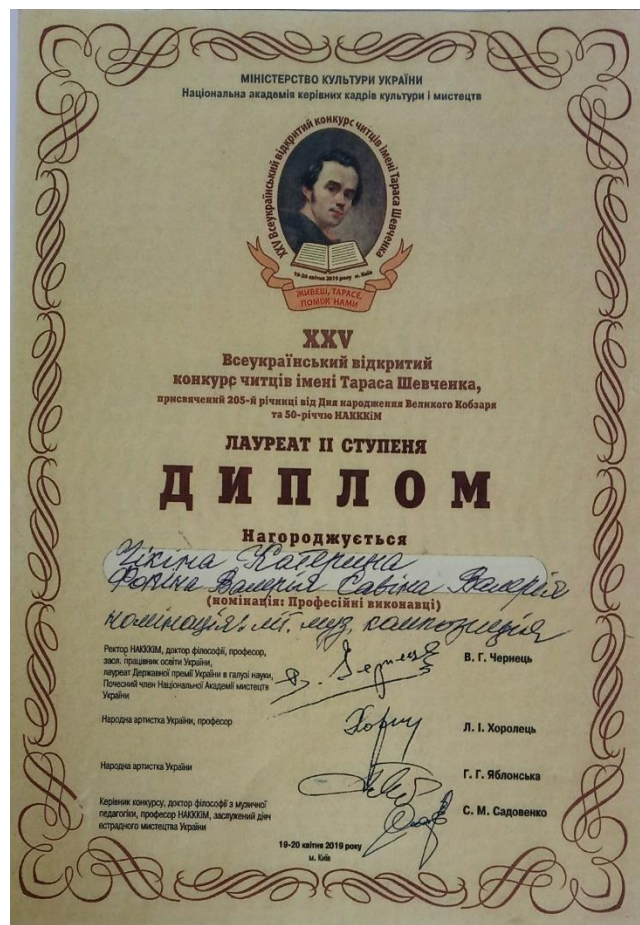 МІНІСТЕРСТВО КУЛЬТУРИ УКРАЇНИ
Національна академія керівних кадрів культури і мистецтв
XXV Всеукраїнський відкритий конкурс читців імені Тараса Шевченка
19-20 квітня 2019 року м. Київ
ЖИВЕШ, ТАРАСЕ,
ПОМІЖ НАМИ
XXV
Всеукраїнський відкритий
конкурс читців імені Тараса Шевченка,
присвячений 205-й річниці від Дня народження Великого Кобзаря
та 50-річчю НАКККіМ
ЛАУРЕАТ II СТУПЕНЯ
ДИПЛОМ
Нагороджується
Чікіна Катерина
Фокіна Валерія Савіна Валерія
(номінація: Професійні виконавці)
номінація: літ. муз. композиція
Ректор НАКККіМ, доктор філософії, професор,
засл. працівник освіти України,
лауреат Державної премії України в галузі науки,
Почесний член Національної Академії мистецтв
України
В. Г. Чернець
Народна артистка України, професор
Л. І. Хоролець
Народна артистка України
Г. Г. Яблонська
Керівник конкурсу, доктор філософії з музичної
педагогіки, професор НАКККіМ, заслужений діяч
естрадного мистецтва України
С. М. Садовенко
19-20 квітня 2019 року
м. Київ